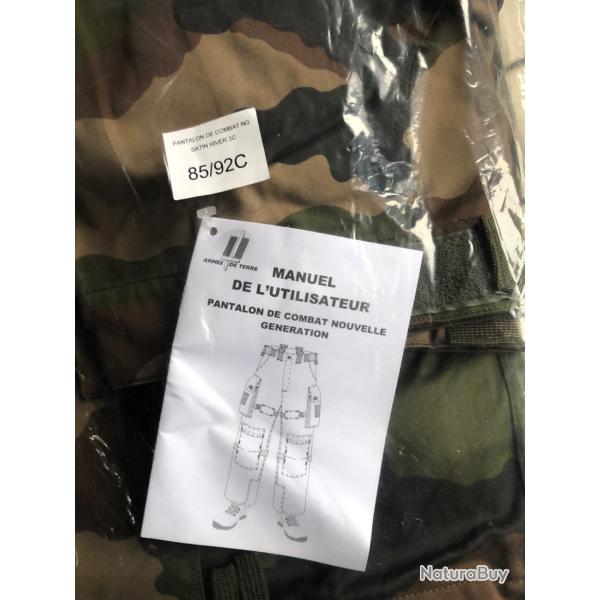 PANTALON DE COMBAT NG
SATIN HIVER 3C
85/92C
ARMEE DE TERRE
MANUEL
DE L'UTILISATEUR
PANTALON DE COMBAT NOUVELLE
GENERATION
NaturaBuy